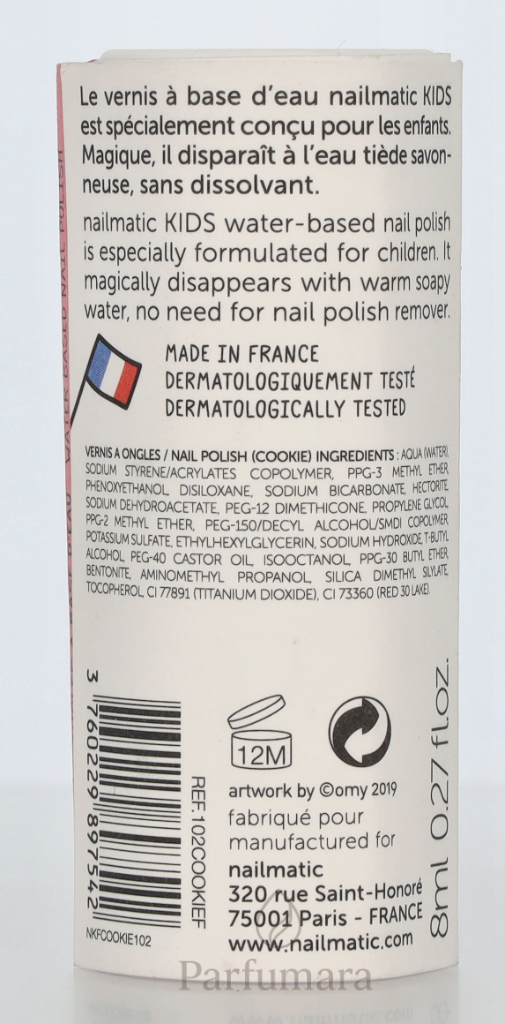 Le vernis à base d'eau nailmatic KIDS
est spécialement conçu pour les enfants.
Magique, il disparaît à l'eau tiède savon-
neuse, sans dissolvant.
nailmatic KIDS water-based nail polish
is especially formulated for children. It
magically disappears with warm soapy
water, no need for nail polish remover.
MADE IN FRANCE
DERMATOLOGIQUEMENT TESTÉ
DERMATOLOGICALLY TESTED
VERNIS A ONGLES / NAIL POLISH (COOKIE) INGREDIENTS : AQUA (WATER),
SODIUM STYRENE/ACRYLATES COPOLYMER, PPG-3 METHYL ETHER,
PHENOXYETHANOL, DISILOXANE, SODIUM BICARBONATE, HECTORITE,
SODIUM DEHYDROACETATE, PEG-12 DIMETHICONE, PROPYLENE GLYCOL,
PPG-2 METHYL ETHER, PEG-150/DECYL ALCOHOL/SMDI COPOLYMER,
POTASSIUM SULFATE, ETHYLHEXYLGLYCERIN, SODIUM HYDROXIDE, T-BUTYL
ALCOHOL, PEG-40 CASTOR OIL, ISOOCTANOL, PPG-30 BUTYL ETHER,
BENTONITE, AMINOMETHYL PROPANOL, SILICA DIMETHYL SILYLATE,
TOCOPHEROL, CI 77891 (TITANIUM DIOXIDE), CI 73360 (RED 30 LAKE).
3 760229 897542
NKFCOOKIE102
REF.102COOKIEF
12M
artwork by ©omy 2019
fabriqué pour
manufactured for
nailmatic
320 rue Saint-Honoré
75001 Paris - FRANCE
www.nailmatic.com
8ml 0.27 fl.oz.
WATER-BASED NAIL POLISH
Parfumara